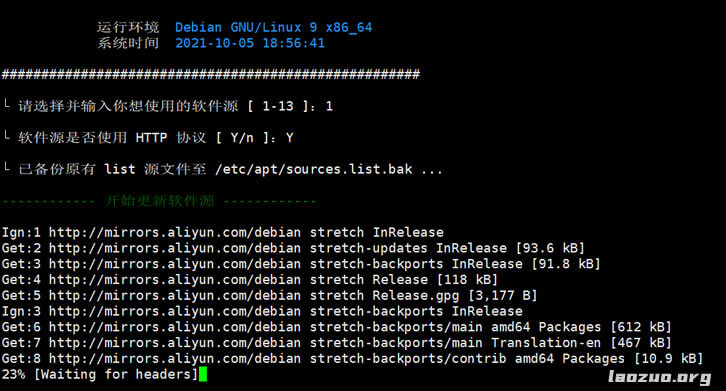 运行环境 Debian GNU/Linux 9 x86_64
系统时间 2021-10-05 18:56:41
#####################################################
└ 请选择并输入你想使用的软件源 [ 1-13 ]：1
└ 软件源是否使用 HTTP 协议 [ Y/n ]：Y
└ 已备份原有 list 源文件至 /etc/apt/sources.list.bak ...
------------ 开始更新软件源 ------------
Ign:1 http://mirrors.aliyun.com/debian stretch InRelease
Get:2 http://mirrors.aliyun.com/debian stretch-updates InRelease [93.6 kB]
Get:3 http://mirrors.aliyun.com/debian stretch-backports InRelease [91.8 kB]
Get:4 http://mirrors.aliyun.com/debian stretch Release [118 kB]
Get:5 http://mirrors.aliyun.com/debian stretch Release.gpg [3,177 B]
Ign:3 http://mirrors.aliyun.com/debian stretch-backports InRelease
Get:6 http://mirrors.aliyun.com/debian stretch-backports/main amd64 Packages [612 kB]
Get:7 http://mirrors.aliyun.com/debian stretch-backports/main Translation-en [467 kB]
Get:8 http://mirrors.aliyun.com/debian stretch-backports/contrib amd64 Packages [10.9 kB]
23% [Waiting for headers]
laozuo.org